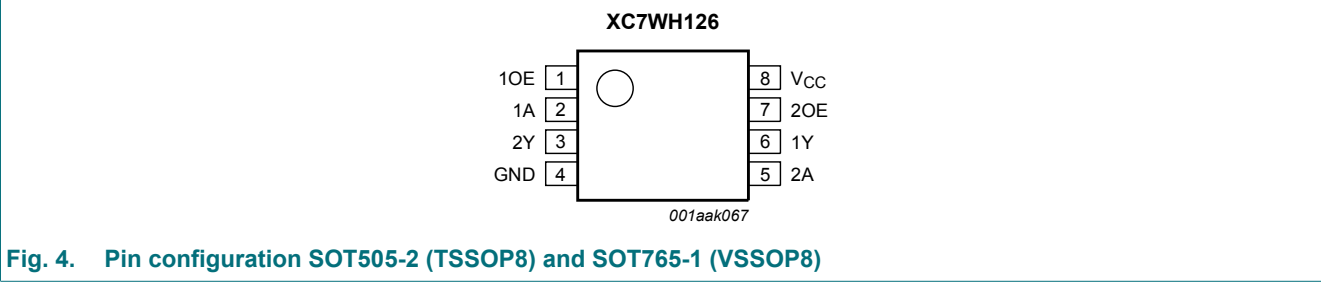 XC7WH126
1OE 1 8 VCC
1A 2 7 2OE
2Y 3 6 1Y
GND 4 5 2A
001aak067
Fig. 4. Pin configuration SOT505-2 (TSSOP8) and SOT765-1 (VSSOP8)